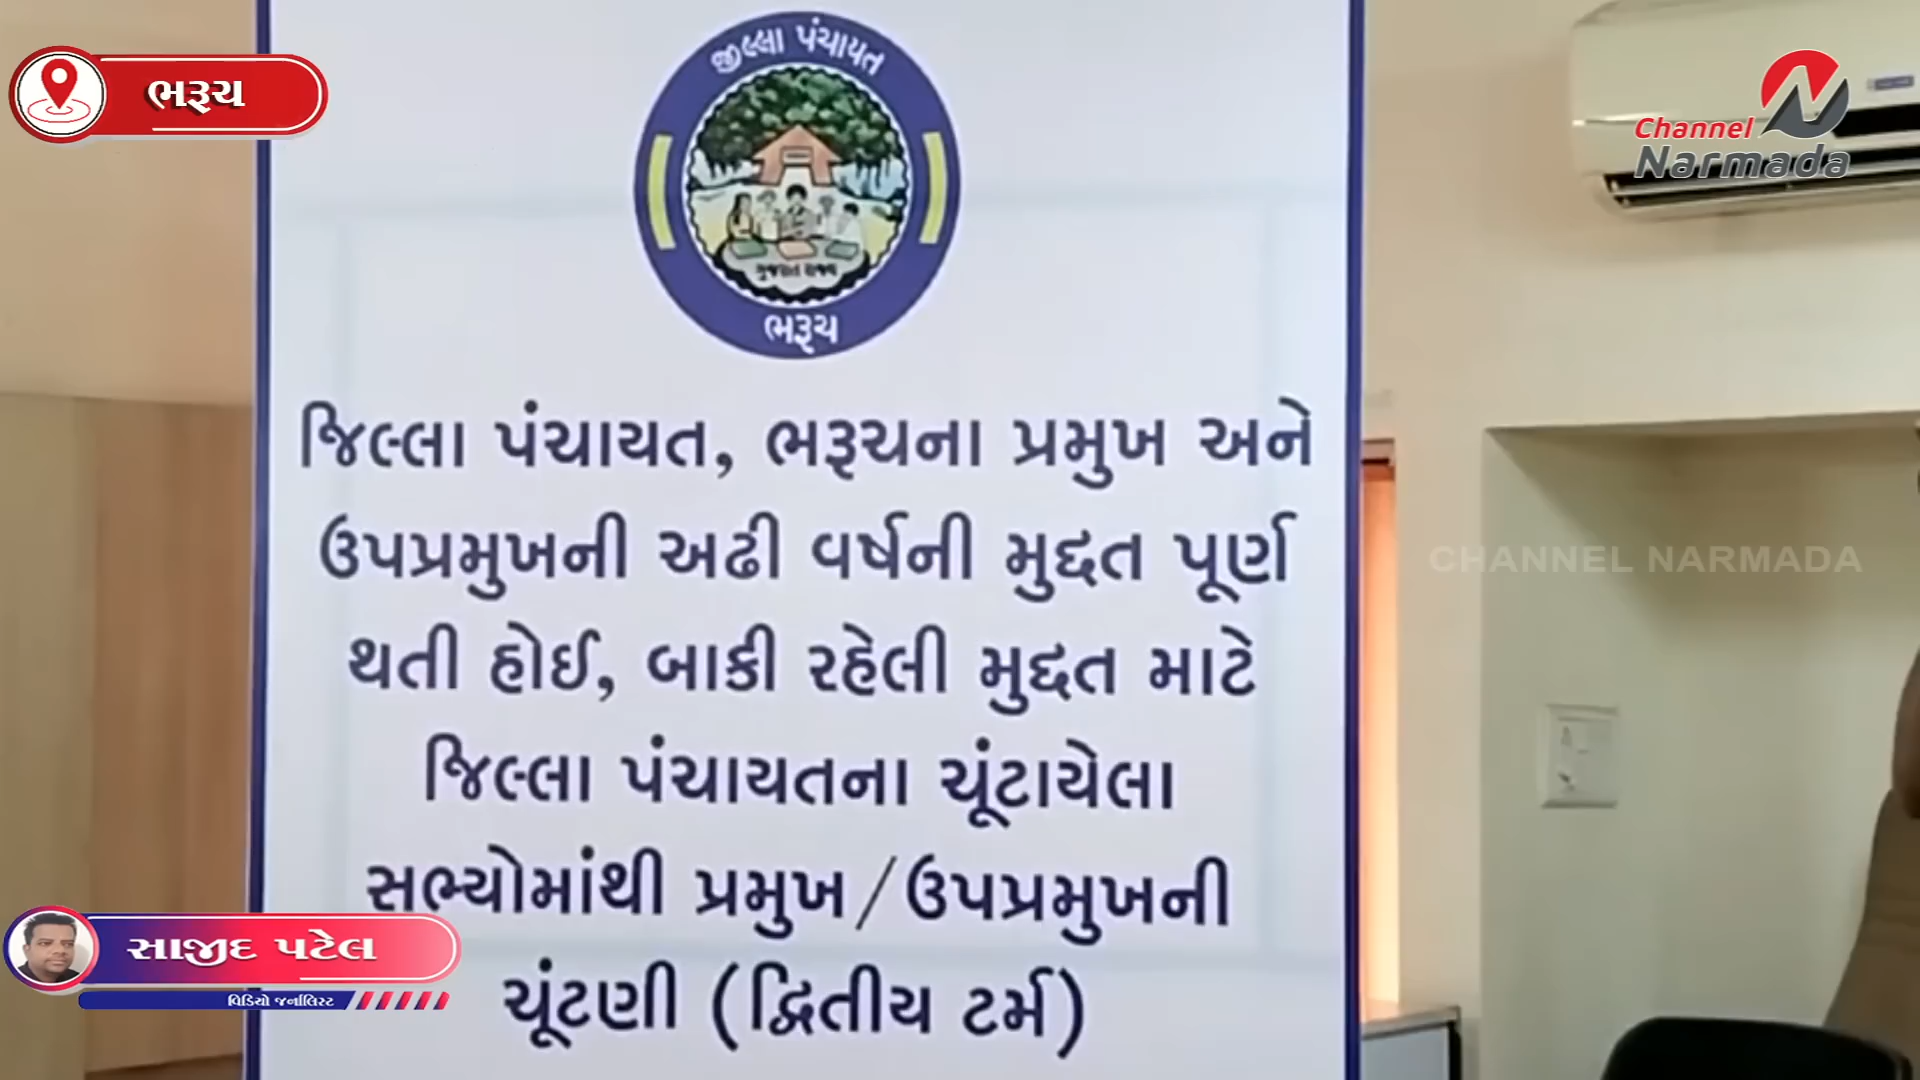 ભરૂચ
Channel
Narmada
જીલ્લા પંચાયત
ગુજરાત રાજ્ય
ભરૂચ
જિલ્લા પંચાયત, ભરૂચના પ્રમુખ અને
ઉપપ્રમુખની અઢી વર્ષની મુદ્દત પૂર્ણ
થતી હોઈ, બાકી રહેલી મુદ્દત માટે
જિલ્લા પંચાયતના ચૂંટાયેલા
સભ્યોમાંથી પ્રમુખ/ઉપપ્રમુખની
ચૂંટણી (દ્વિતીય ટર્મ)
CHANNEL NARMADA
સાજીદ પટેલ
વિડિયો જર્નાલિસ્ટ